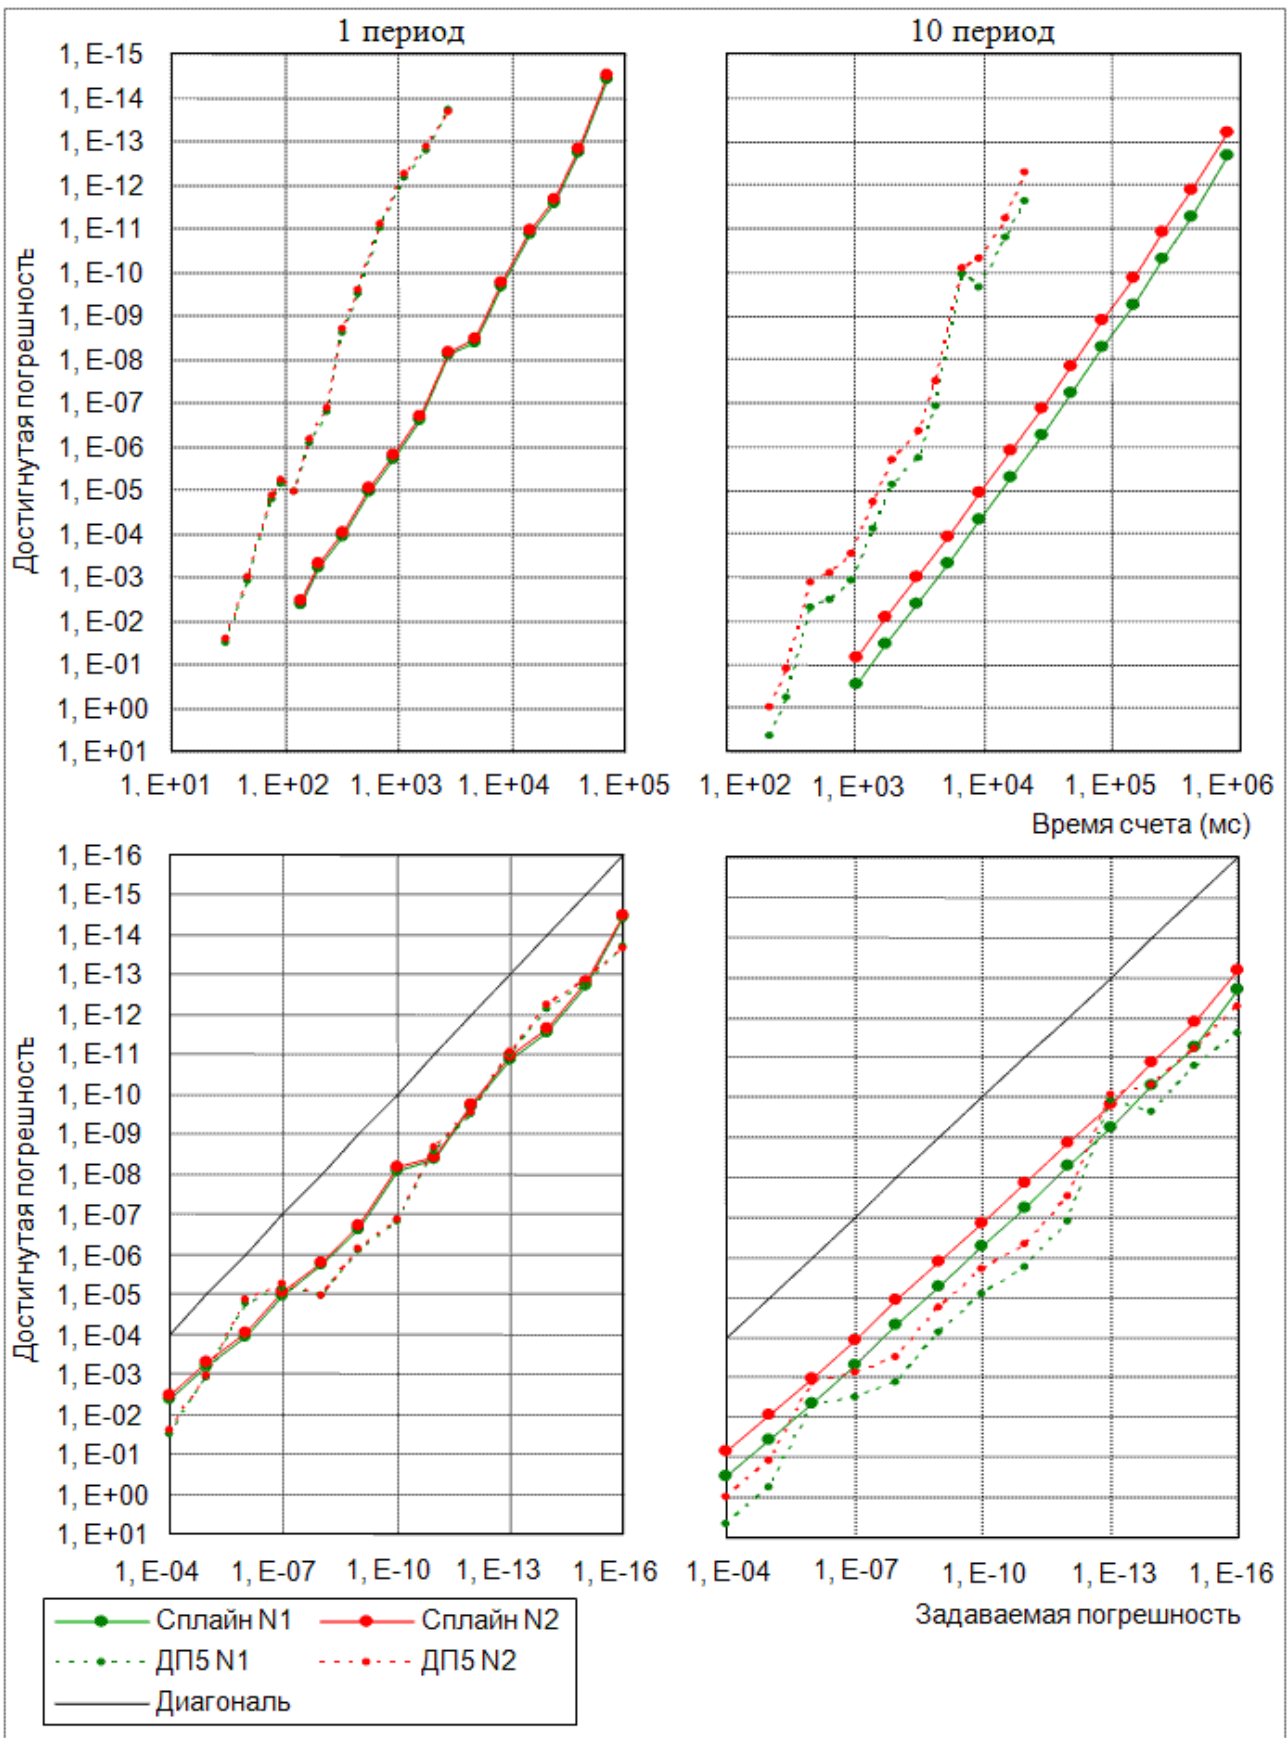 1 период
10 период
1,E-15
1,E-14
1,E-13
1,E-12
1,E-11
1,E-10
1,E-09
1,E-08
1,E-07
1,E-06
1,E-05
1,E-04
1,E-03
1,E-02
1,E-01
1,E+00
1,E+01
Достигнутая погрешность
1,E+01 1,E+02 1,E+03 1,E+04 1,E+05
1,E+02 1,E+03 1,E+04 1,E+05 1,E+06
Время счета (мс)
1,E-16
1,E-15
1,E-14
1,E-13
1,E-12
1,E-11
1,E-10
1,E-09
1,E-08
1,E-07
1,E-06
1,E-05
1,E-04
1,E-03
1,E-02
1,E-01
1,E+00
1,E+01
Достигнутая погрешность
1,E-04 1,E-07 1,E-10 1,E-13 1,E-16
1,E-04 1,E-07 1,E-10 1,E-13 1,E-16
Задаваемая погрешность
Сплайн N1 Сплайн N2
ДП5 N1 ДП5 N2
Диагональ